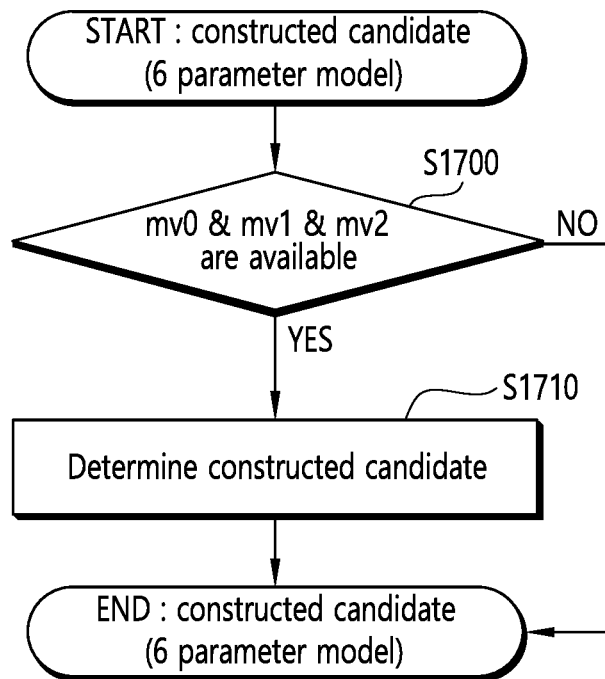 START : constructed candidate
(6 parameter model)
S1700
mv0 & mv1 & mv2
are available
NO
YES
S1710
Determine constructed candidate
END : constructed candidate
(6 parameter model)